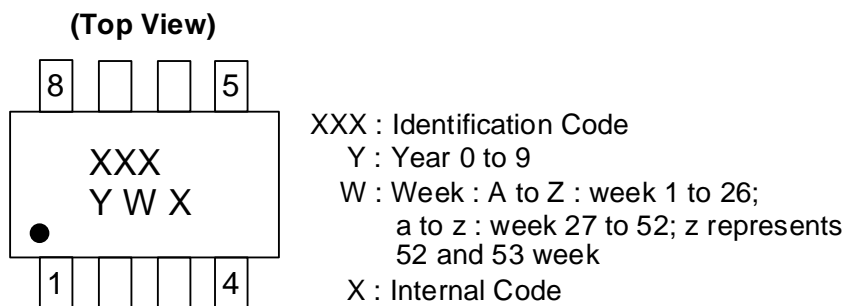 (Top View)
8 5
XXX
Y W X
1 4
XXX : Identification Code
Y : Year 0 to 9
W : Week : A to Z : week 1 to 26;
a to z : week 27 to 52; z represents
52 and 53 week
X : Internal Code